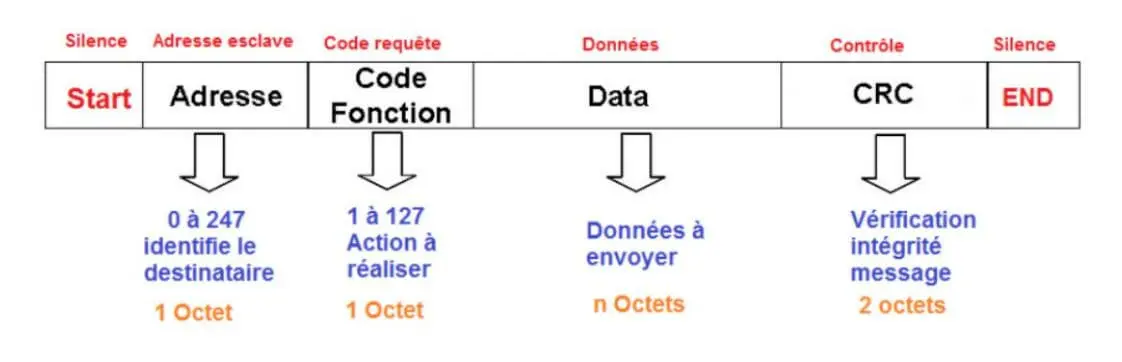 Silence Adresse esclave Code requête Données Contrôle Silence
Start Adresse Code Fonction Data CRC END
0 à 247
identifie le
destinataire
1 Octet
1 à 127
Action à
réaliser
1 Octet
Données à
envoyer
n Octets
Vérification
intégrité
message
2 octets